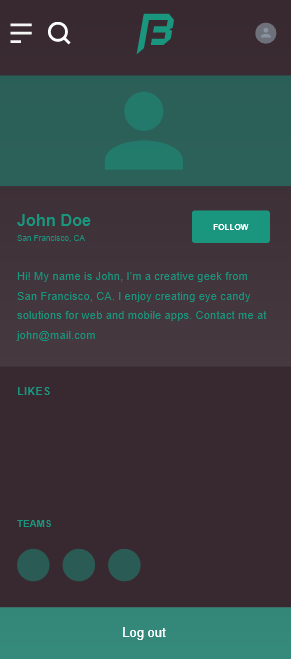 John Doe
FOLLOW
San Francisco, CA
Hi! My name is John, I'm a creative geek from
San Francisco, CA. I enjoy creating eye candy
solutions for web and mobile apps. Contact me at
john@mail.com
LIKES
TEAMS
Log out